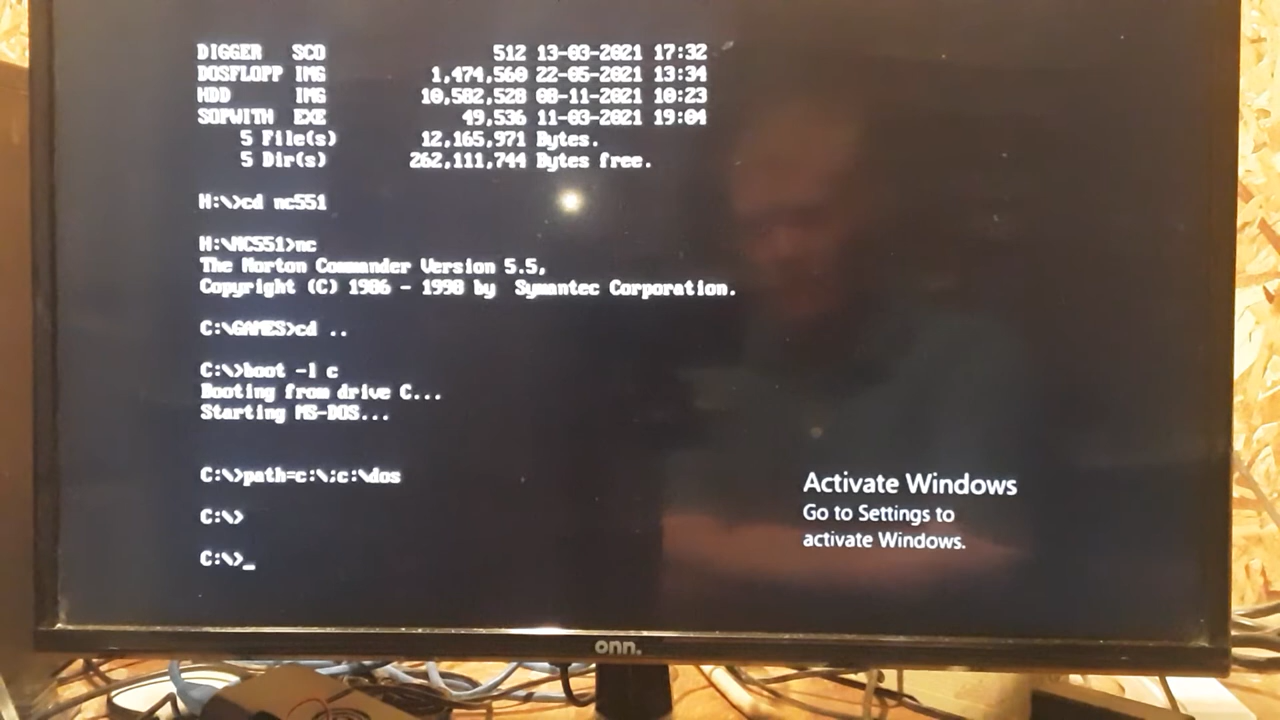 DIGGER SCO 512 13-03-2021 17:32
DOSFLOPP IMG 1,474,560 22-05-2021 13:34
HDD IMG 10,582,528 08-11-2021 10:23
SOPWITH EXE 49,536 11-03-2021 19:04
5 File(s) 12,165,971 Bytes.
5 Dir(s) 262,111,744 Bytes free.
H:\>cd nc551
H:\NC551>nc
The Norton Commander Version 5.5,
Copyright (C) 1986 - 1998 by Symantec Corporation.
C:\GAMES>cd ..
C:\>boot -l c
Booting from drive C...
Starting MS-DOS...
C:\>path=c:\;c:\dos
C:\>
C:\>_
Activate Windows
Go to Settings to
activate Windows.
onn.